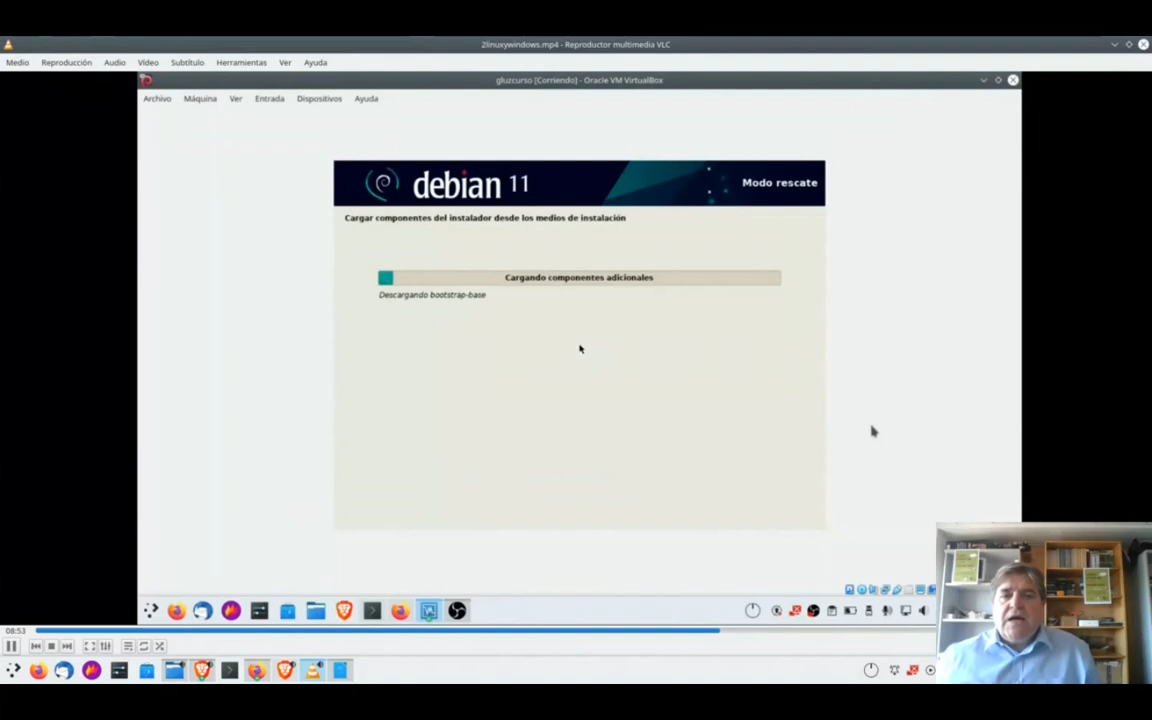 2linuxywindows.mp4 - Reproductor multimedia VLC
Medio Reproducción Audio Vídeo Subtítulo Herramientas Ver Ayuda
gluzcurso [Corriendo] - Oracle VM VirtualBox
Archivo Máquina Ver Entrada Dispositivos Ayuda
debian 11
Modo rescate
Cargar componentes del instalador desde los medios de instalación
Cargando componentes adicionales
Descargando bootstrap-base
08:53